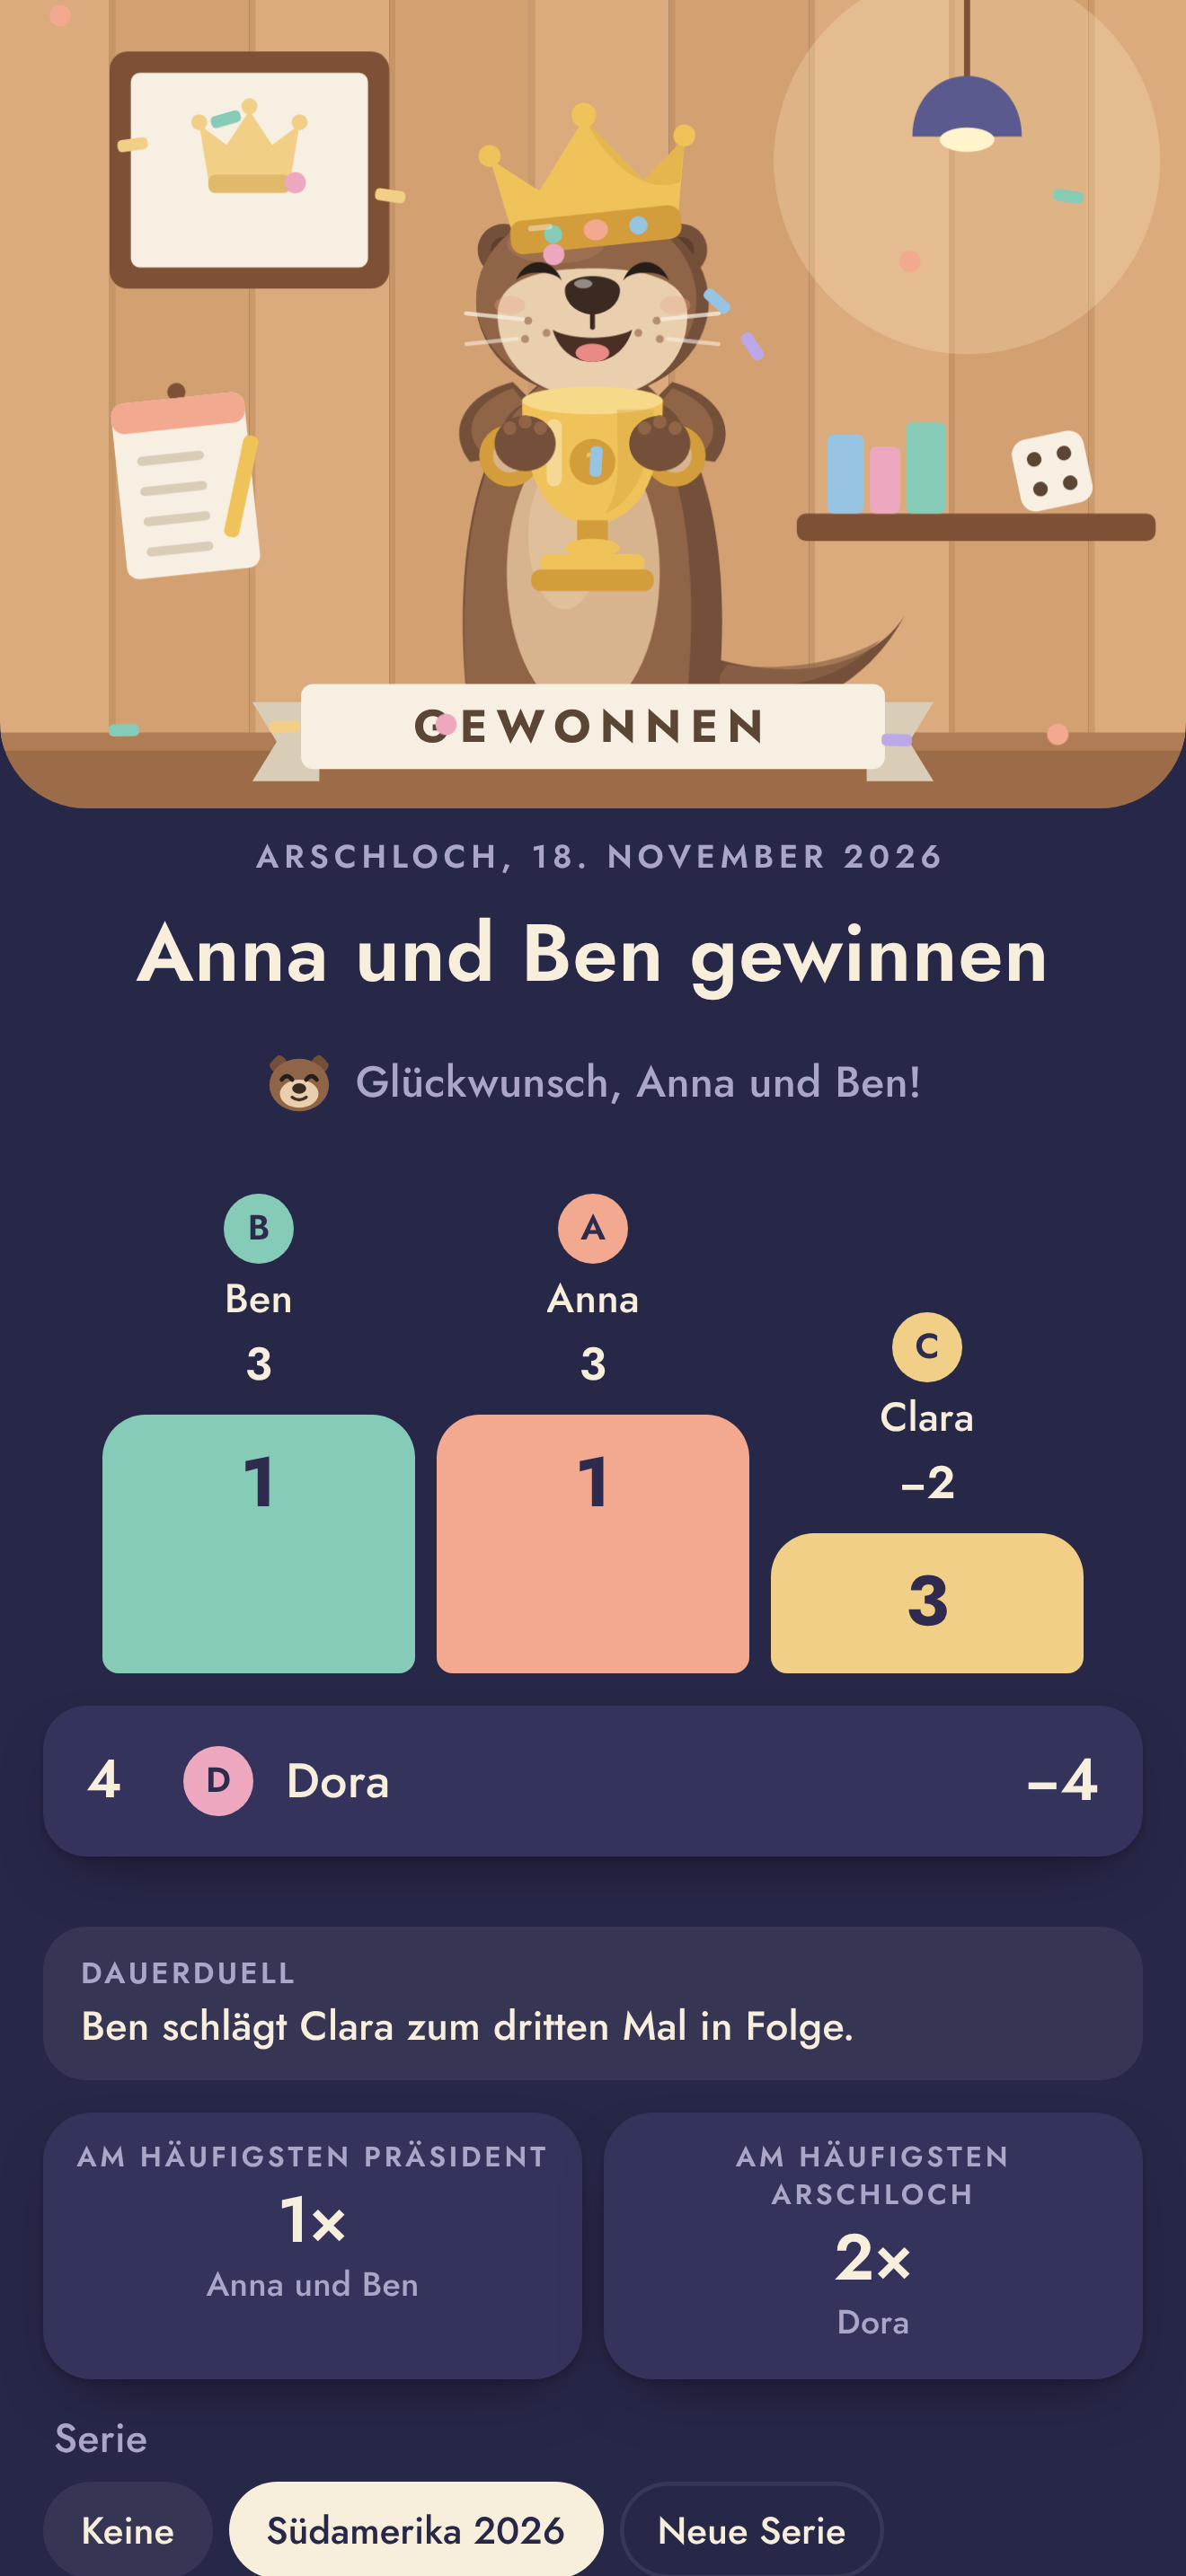 GEWONNEN
ARSCHLOCH, 18. NOVEMBER 2026
Anna und Ben gewinnen
Glückwunsch, Anna und Ben!
B
Ben
3
1
A
Anna
3
1
C
Clara
–2
3
4 D Dora –4
DAUERDUELL
Ben schlägt Clara zum dritten Mal in Folge.
AM HÄUFIGSTEN PRÄSIDENT
1×
Anna und Ben
AM HÄUFIGSTEN
ARSCHLOCH
2×
Dora
Serie
Keine Südamerika 2026 Neue Serie